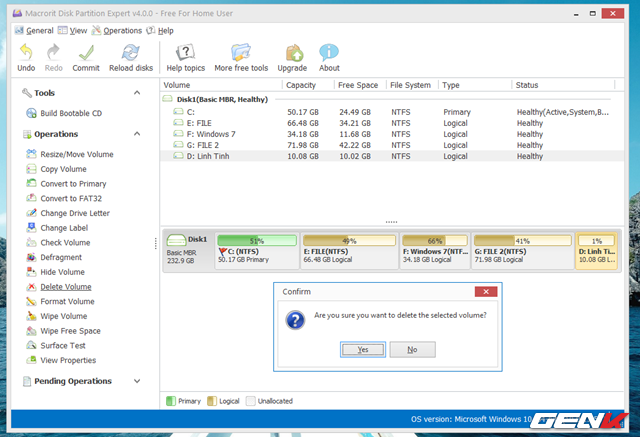 Macrorit Disk Partition Expert v4.0.0 - Free For Home User
General View Operations Help
Undo Redo Commit Reload disks Help topics More free tools Upgrade About
Tools
Build Bootable CD
Operations
Resize/Move Volume
Copy Volume
Convert to Primary
Convert to FAT32
Change Drive Letter
Change Label
Check Volume
Defragment
Hide Volume
Delete Volume
Format Volume
Wipe Volume
Wipe Free Space
Surface Test
View Properties
Pending Operations
Volume Capacity Free Space File System Type Status
Disk1(Basic MBR, Healthy)
C: 50.17 GB 24.49 GB NTFS Primary Healthy(Active,System,B...
E: FILE 66.48 GB 34.21 GB NTFS Logical Healthy
F: Windows 7 34.18 GB 11.68 GB NTFS Logical Healthy
G: FILE 2 71.98 GB 42.22 GB NTFS Logical Healthy
D: Linh Tinh 10.08 GB 10.02 GB NTFS Logical Healthy
Disk1
Basic MBR
232.9 GB
51%
C: (NTFS)
50.17 GB Primary
49%
E: FILE(NTFS)
66.48 GB Logical
66%
F: Windows 7(NTF...
34.18 GB Logical
41%
G: FILE 2(NTFS)
71.98 GB Logical
1%
D: Linh Ti...
10.08 GB L...
Confirm
Are you sure you want to delete the selected volume?
Yes No
Primary Logical Unallocated
OS version: Microsoft Windows 10
GENK